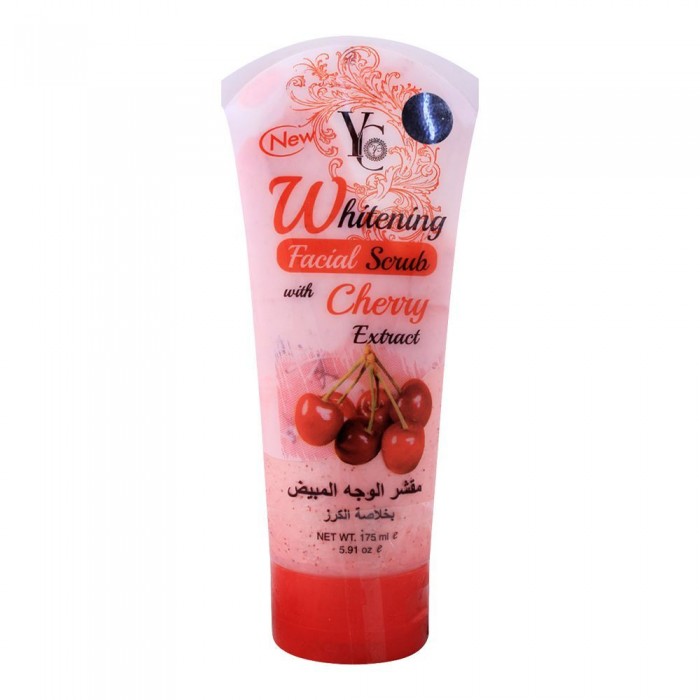 New
YC
Whitening
Facial Scrub
with Cherry
Extract
مقشر الوجه المبيض
بخلاصة الكرز
NET WT. 175 ml e
5.91 oz e